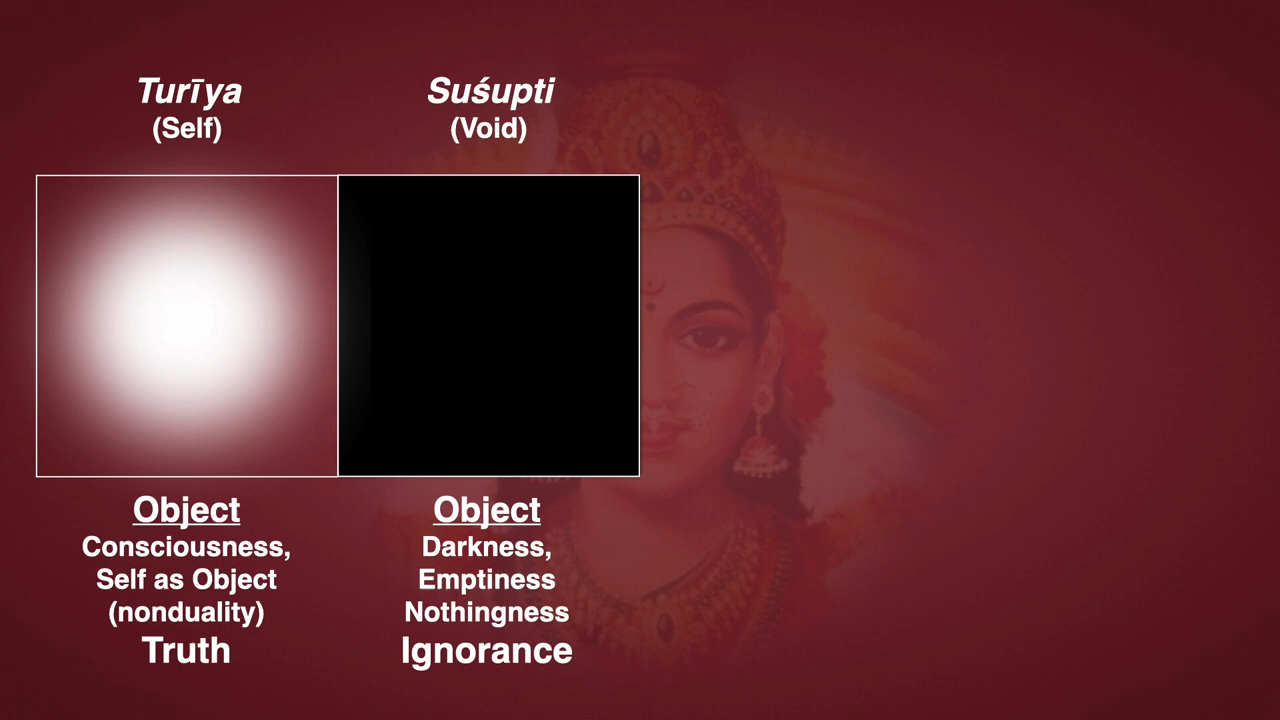 Turīya
(Self)
Suśupti
(Void)
Object
Consciousness,
Self as Object
(nonduality)
Truth
Object
Darkness,
Emptiness
Nothingness
Ignorance